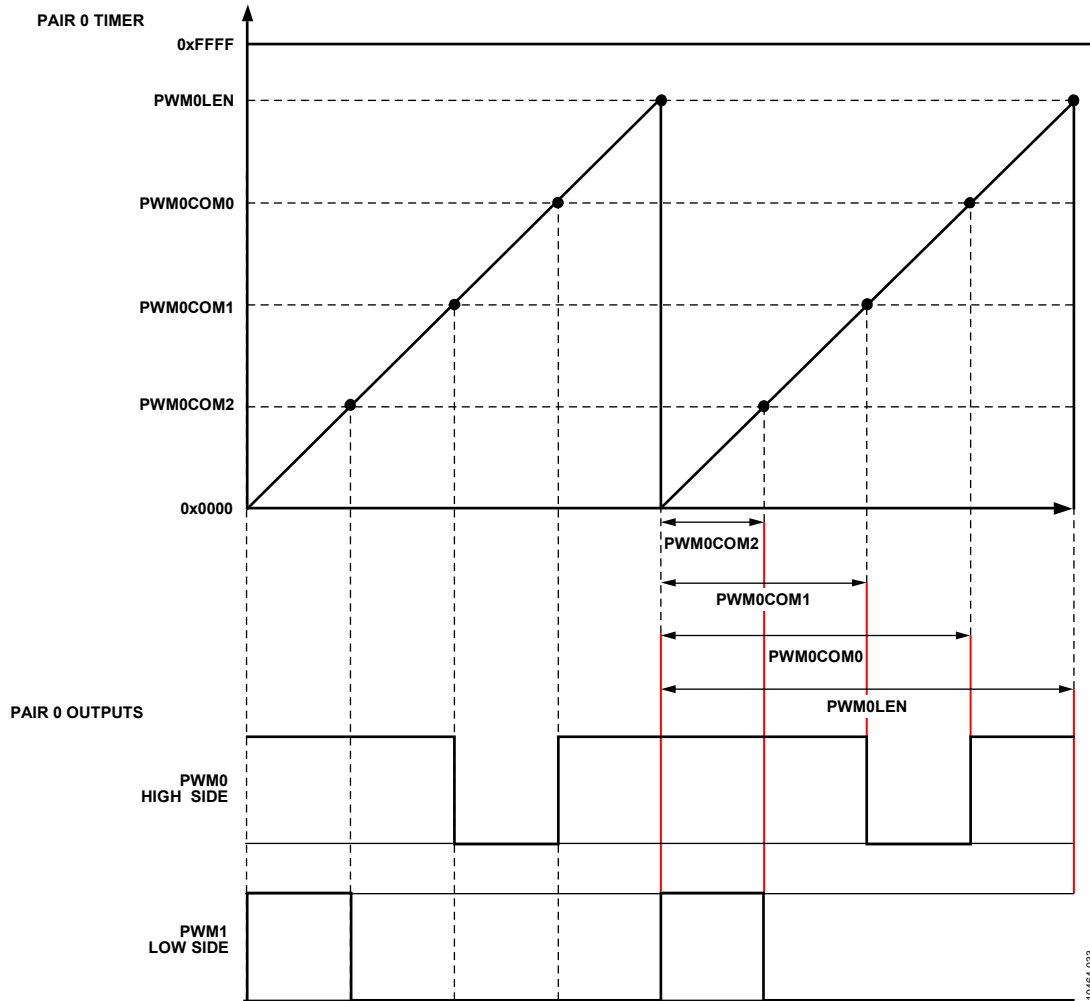 PAIR 0 TIMER
0xFFFF
PWM0LEN
PWM0COM0
PWM0COM1
PWM0COM2
0x0000
PWM0COM2
PWM0COM1
PWM0COM0
PWM0LEN
PAIR 0 OUTPUTS
PWM0
HIGH SIDE
PWM1
LOW SIDE